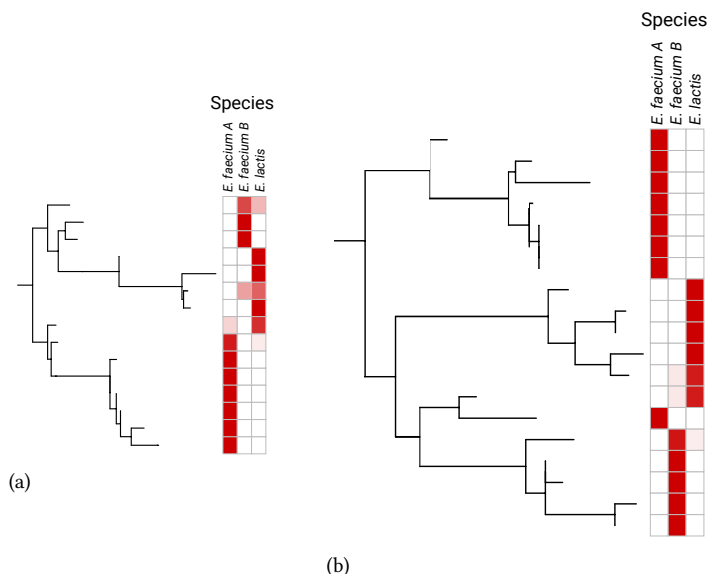 Species
E. faecium A
E. faecium B
E. lactis
(a)
Species
E. faecium A
E. faecium B
E. lactis
(b)